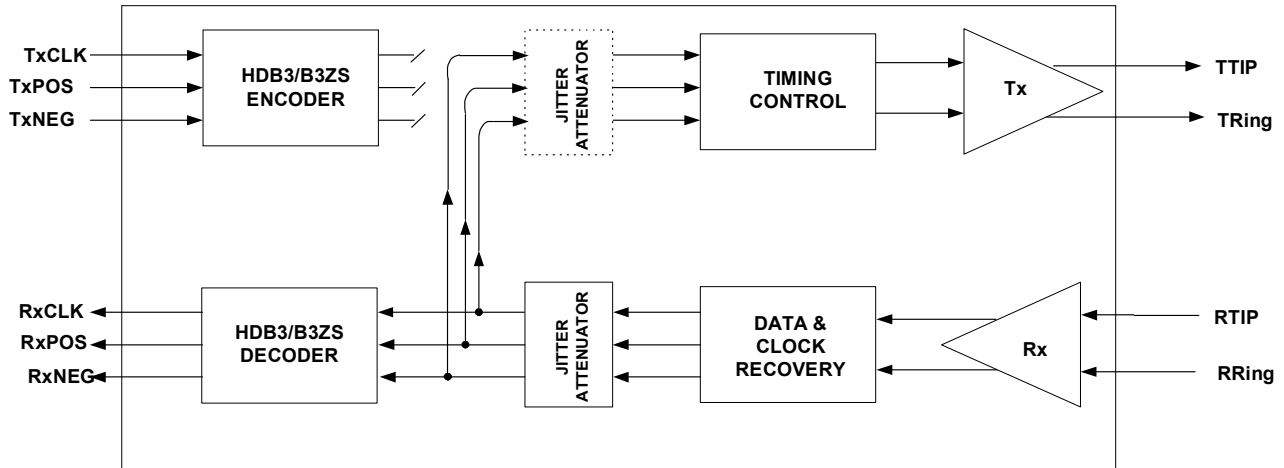 TxCLK
TxPOS
TxNEG
HDB3/B3ZS
ENCODER
JITTER
ATTENUATOR
TIMING
CONTROL
Tx
TTIP
TRing
RxCLK
RxPOS
RxNEG
HDB3/B3ZS
DECODER
JITTER
ATTENUATOR
DATA &
CLOCK
RECOVERY
Rx
RTIP
RRing